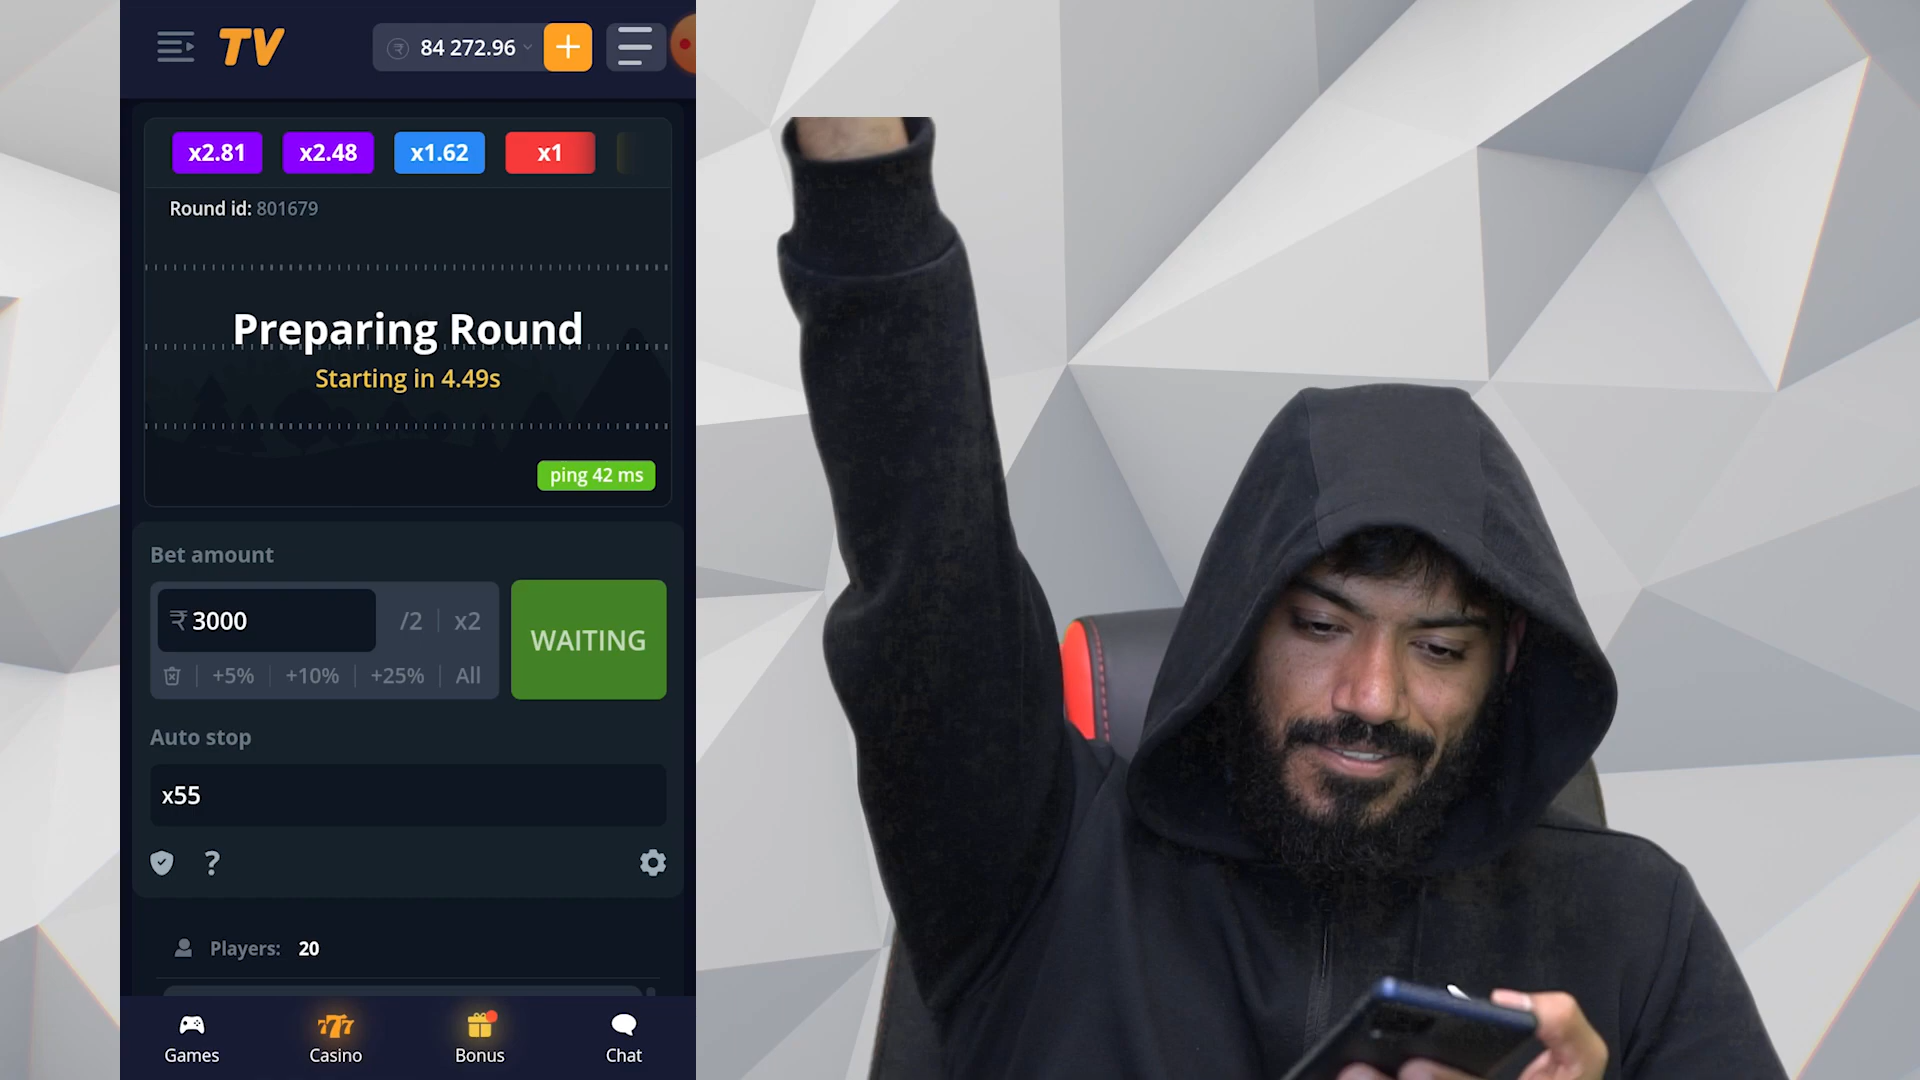 TV
₹ 84 272.96
x2.81 x2.48 x1.62 x1
Round id: 801679
Preparing Round
Starting in 4.49s
ping 42 ms
Bet amount
₹ 3000 /2 x2
WAITING
+5% +10% +25% All
Auto stop
x55
?
Players: 20
777
Games Casino Bonus Chat